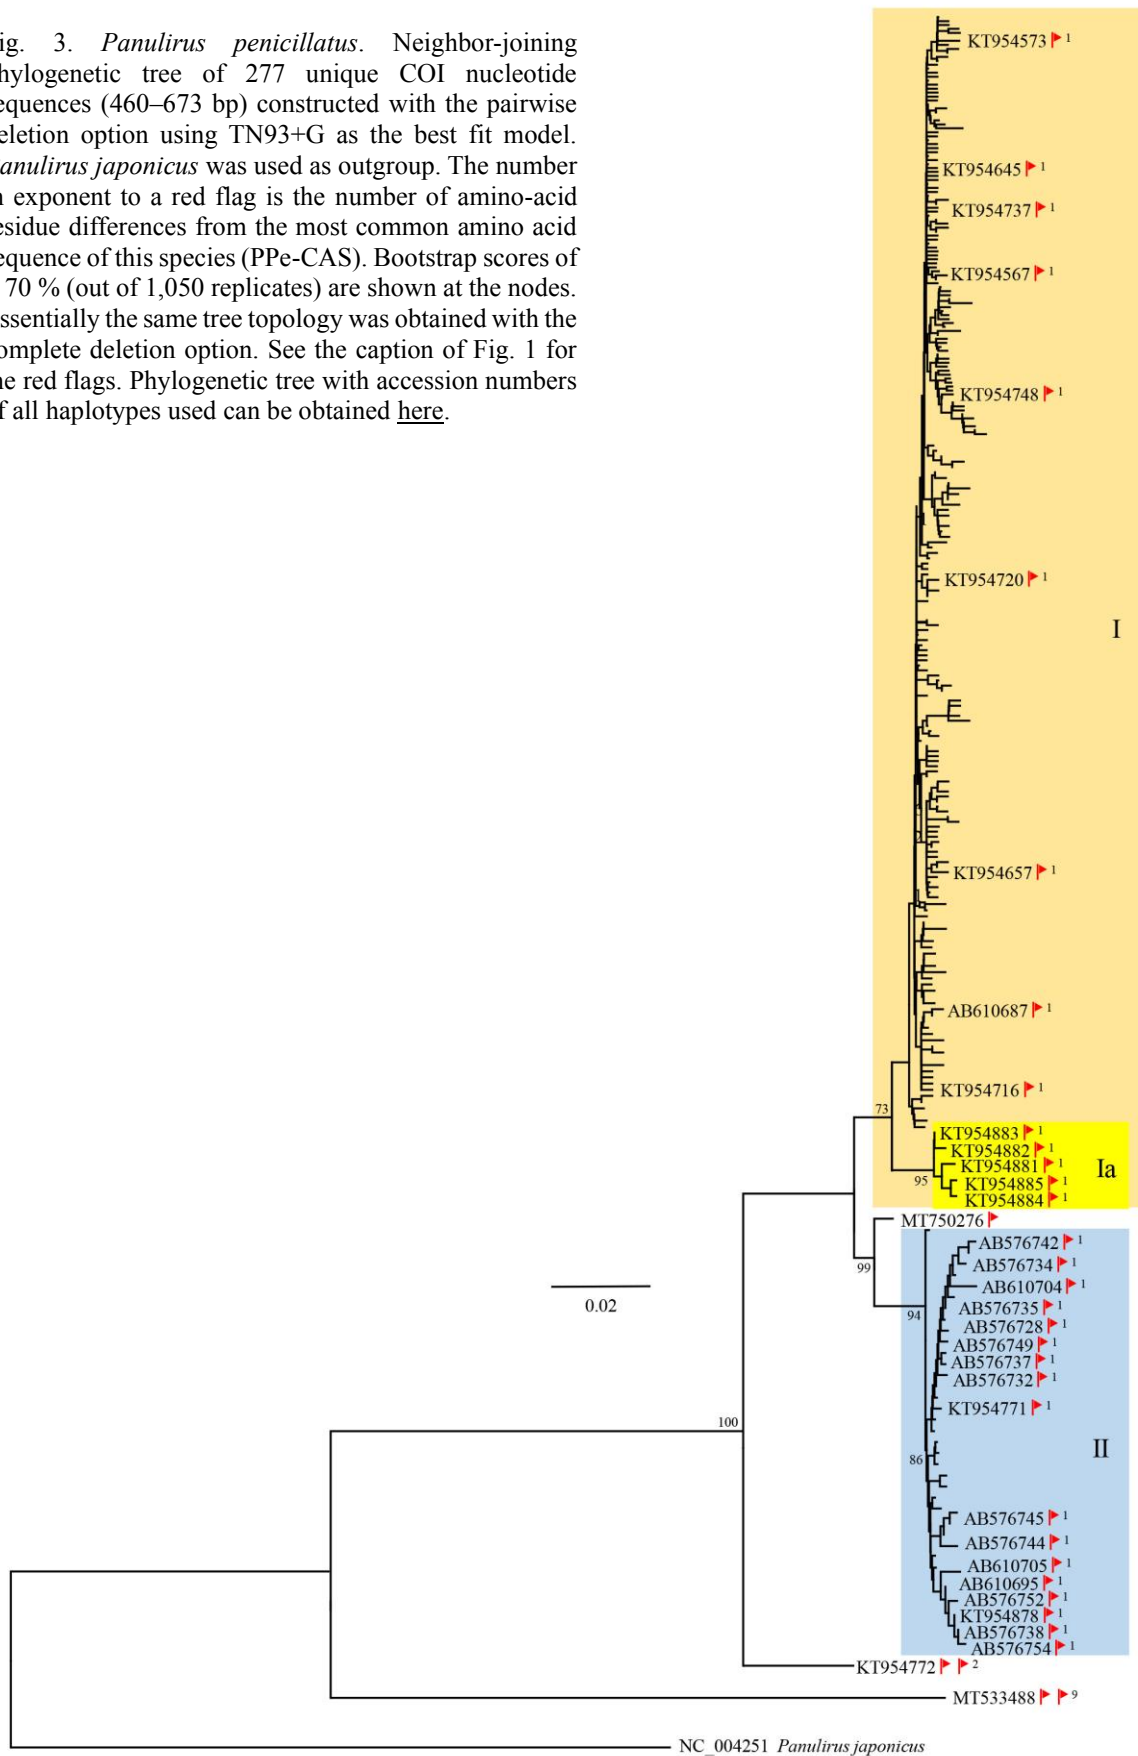 ig. 3. Panulirus penicillatus. Neighbor-joining
hylogenetic tree of 277 unique COI nucleotide
equences (460–673 bp) constructed with the pairwise
eletion option using TN93+G as the best fit model.
anulirus japonicus was used as outgroup. The number
n exponent to a red flag is the number of amino-acid
esidue differences from the most common amino acid
equence of this species (PPe-CAS). Bootstrap scores of
70 % (out of 1,050 replicates) are shown at the nodes.
ssentially the same tree topology was obtained with the
omplete deletion option. See the caption of Fig. 1 for
he red flags. Phylogenetic tree with accession numbers
f all haplotypes used can be obtained here.
KT954573 1
KT954645 1
KT954737 1
KT954567 1
KT954748 1
KT954720 1
I
KT954657 1
AB610687 1
KT954716 1
73
KT954883 1
KT954882 1
KT954881 1
Ia
95
KT954885 1
KT954884 1
MT750276
AB576742 1
99
AB576734 1
AB610704 1
0.02
AB576735 1
94
AB576728 1
AB576749 1
AB576737 1
AB576732 1
KT954771 1
100
II
86
AB576745 1
AB576744 1
AB610705 1
AB610695 1
AB576752 1
KT954878 1
AB576738 1
AB576754 1
KT954772 2
MT533488 9
NC_004251 Panulirus japonicus